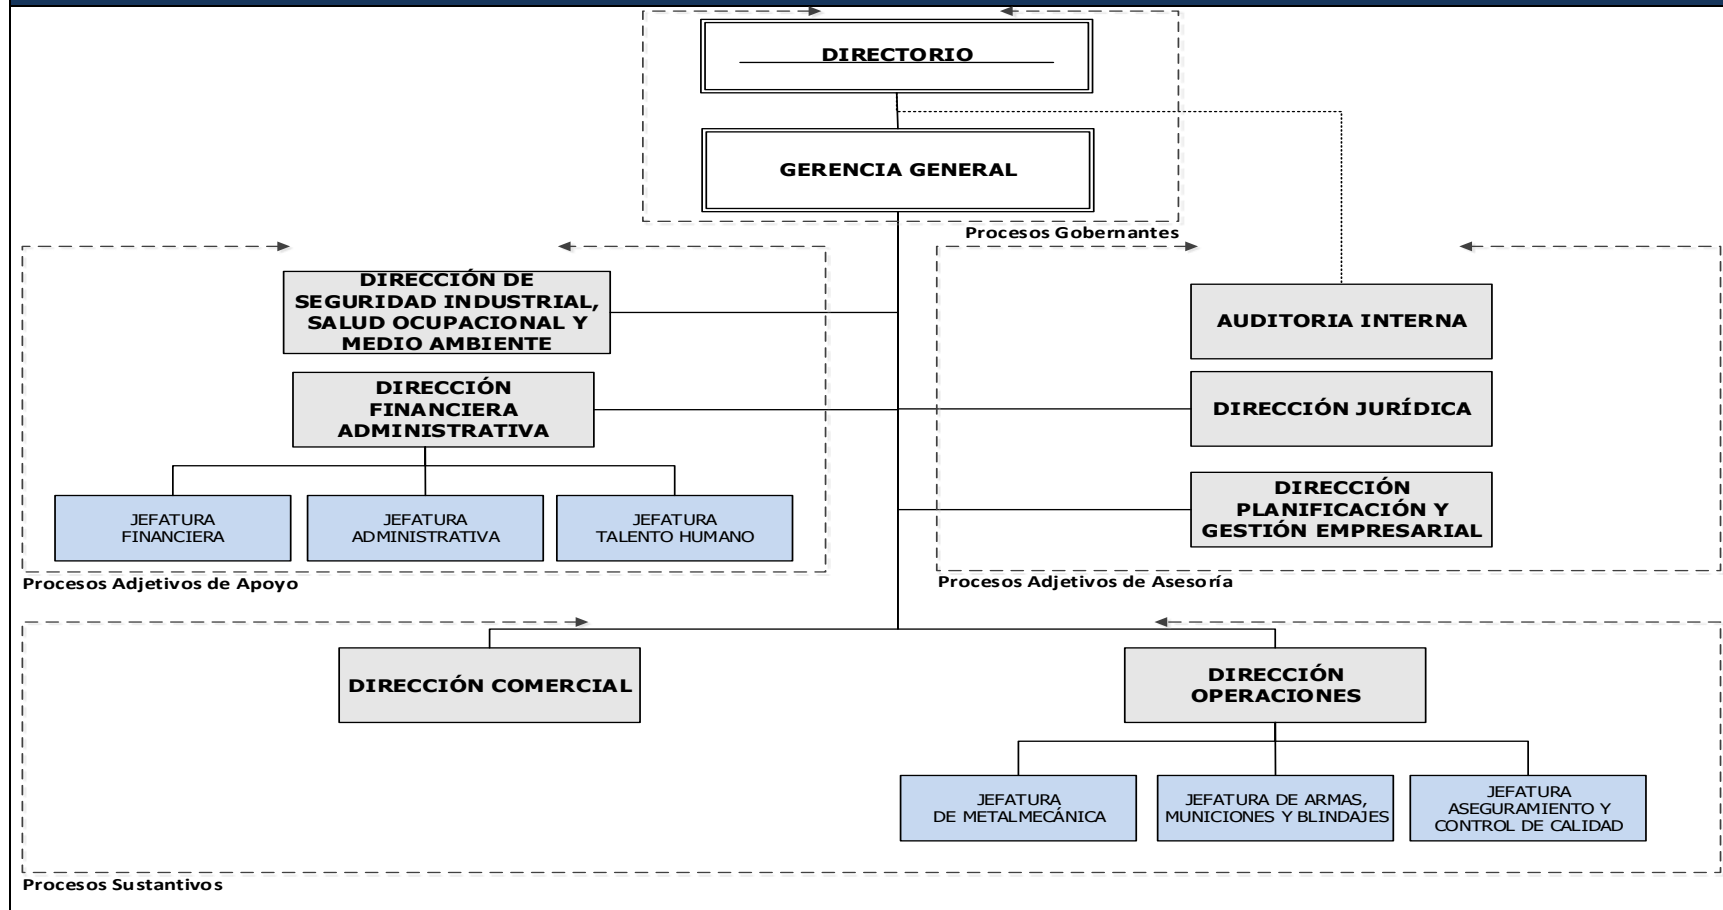 DIRECTORIO
GERENCIA GENERAL
Procesos Gobernantes
DIRECCIÓN DE
SEGURIDAD INDUSTRIAL,
SALUD OCUPACIONAL Y
MEDIO AMBIENTE
DIRECCIÓN
FINANCIERA
ADMINISTRATIVA
JEFATURA
FINANCIERA
JEFATURA
ADMINISTRATIVA
JEFATURA
TALENTO HUMANO
Procesos Adjetivos de Apoyo
AUDITORIA INTERNA
DIRECCIÓN JURÍDICA
DIRECCIÓN
PLANIFICACIÓN Y
GESTIÓN EMPRESARIAL
Procesos Adjetivos de Asesoría
DIRECCIÓN COMERCIAL
DIRECCIÓN
OPERACIONES
JEFATURA
DE METALMECÁNICA
JEFATURA DE ARMAS,
MUNICIONES Y BLINDAJES
JEFATURA
ASEGURAMIENTO Y
CONTROL DE CALIDAD
Procesos Sustantivos